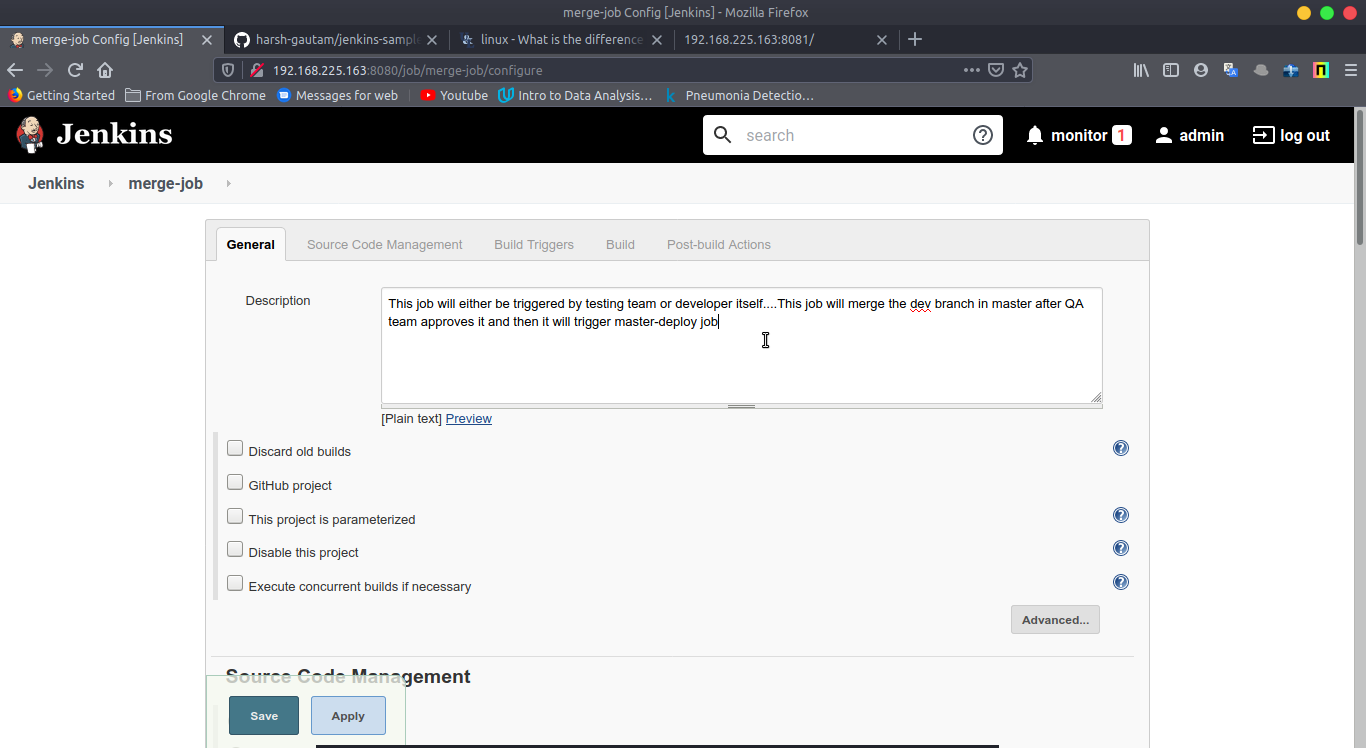 merge-job Config [Jenkins] - Mozilla Firefox
merge-job Config [Jenkins] harsh-gautam/jenkins-sampl linux - What is the difference 192.168.225.163:8081/
192.168.225.163:8080/job/merge-job/configure
Getting Started From Google Chrome Messages for web Youtube Intro to Data Analysis… Pneumonia Detectio…
Jenkins search monitor 1 admin log out
Jenkins merge-job
General Source Code Management Build Triggers Build Post-build Actions
Description
This job will either be triggered by testing team or developer itself....This job will merge the dev branch in master after QA
team approves it and then it will trigger master-deploy job
[Plain text] Preview
Discard old builds
GitHub project
This project is parameterized
Disable this project
Execute concurrent builds if necessary
Advanced...
Source Code Management
Save Apply